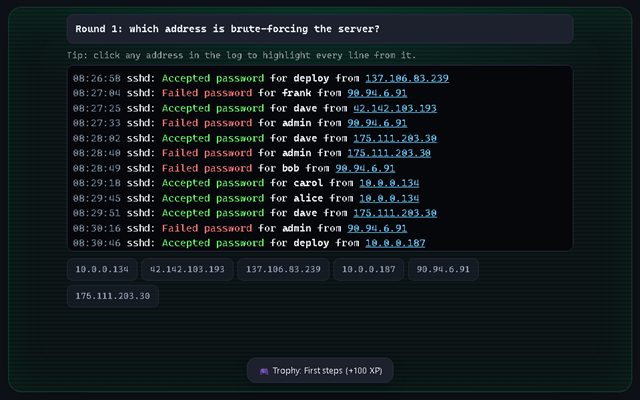 Round 1: which address is brute-forcing the server?
Tip: click any address in the log to highlight every line from it.
08:26:58 sshd: Accepted password for deploy from 137.106.83.239
08:27:04 sshd: Failed password for frank from 90.94.6.91
08:27:25 sshd: Accepted password for dave from 42.142.103.193
08:27:33 sshd: Failed password for admin from 90.94.6.91
08:28:02 sshd: Accepted password for dave from 175.111.203.30
08:28:40 sshd: Failed password for admin from 175.111.203.30
08:28:49 sshd: Failed password for bob from 90.94.6.91
08:29:18 sshd: Accepted password for carol from 10.0.0.134
08:29:45 sshd: Accepted password for alice from 10.0.0.134
08:29:51 sshd: Accepted password for dave from 175.111.203.30
08:30:16 sshd: Failed password for admin from 90.94.6.91
08:30:46 sshd: Accepted password for deploy from 10.0.0.187
10.0.0.134 42.142.103.193 137.106.83.239 10.0.0.187 90.94.6.91
175.111.203.30
Trophy: First steps (+100 XP)